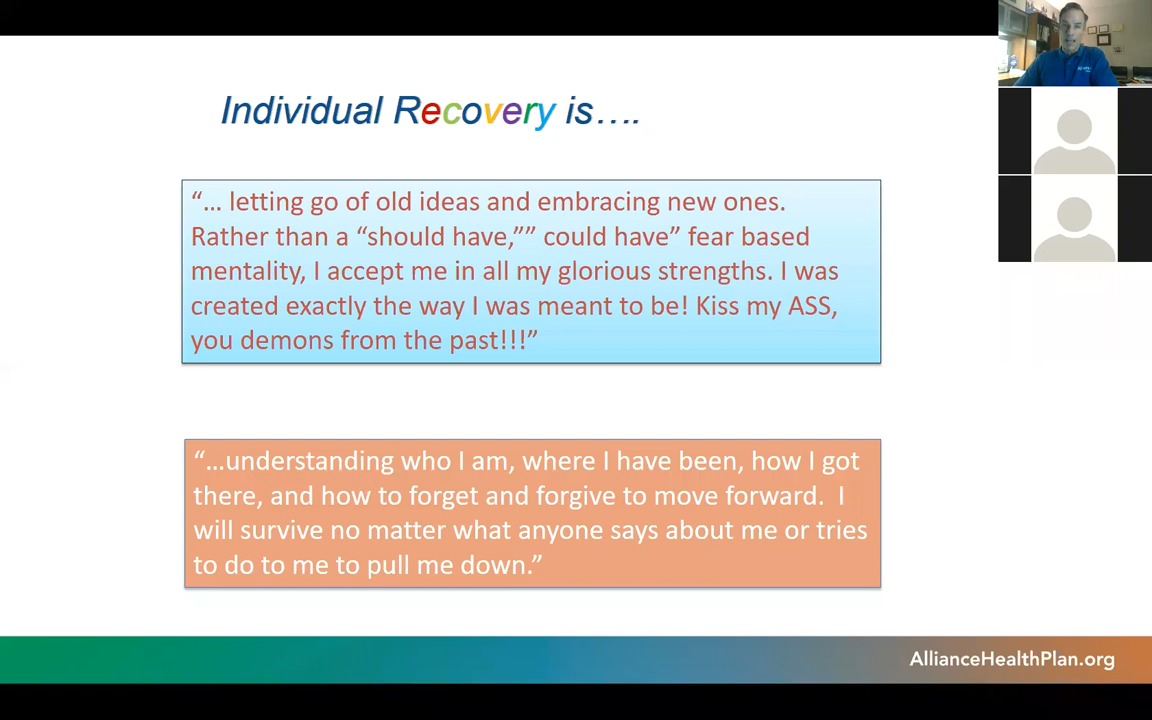 Individual Recovery is….
“… letting go of old ideas and embracing new ones.
Rather than a “should have,”” could have” fear based
mentality, I accept me in all my glorious strengths. I was
created exactly the way I was meant to be! Kiss my ASS,
you demons from the past!!!”
“…understanding who I am, where I have been, how I got
there, and how to forget and forgive to move forward.  I
will survive no matter what anyone says about me or tries
to do to me to pull me down.”
AllianceHealthPlan.org